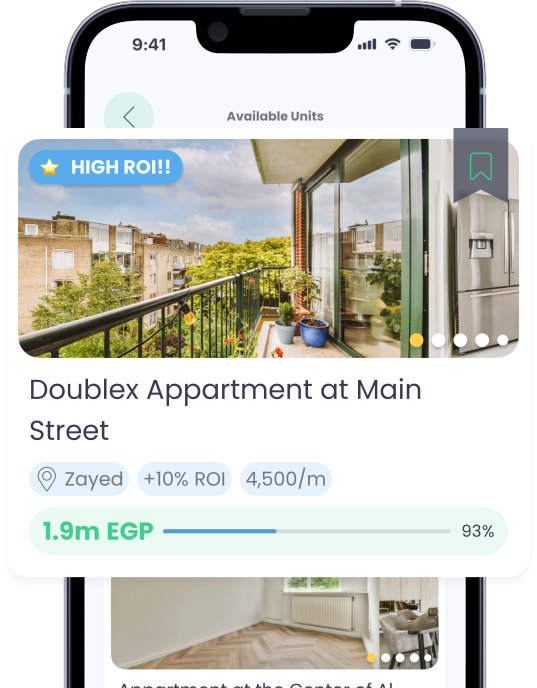 9:41
Available Units
HIGH ROI!!
Doublex Appartment at Main
Street
Zayed
+10% ROI
4,500/m
1.9m EGP
93%
Appartment at the Center of Al